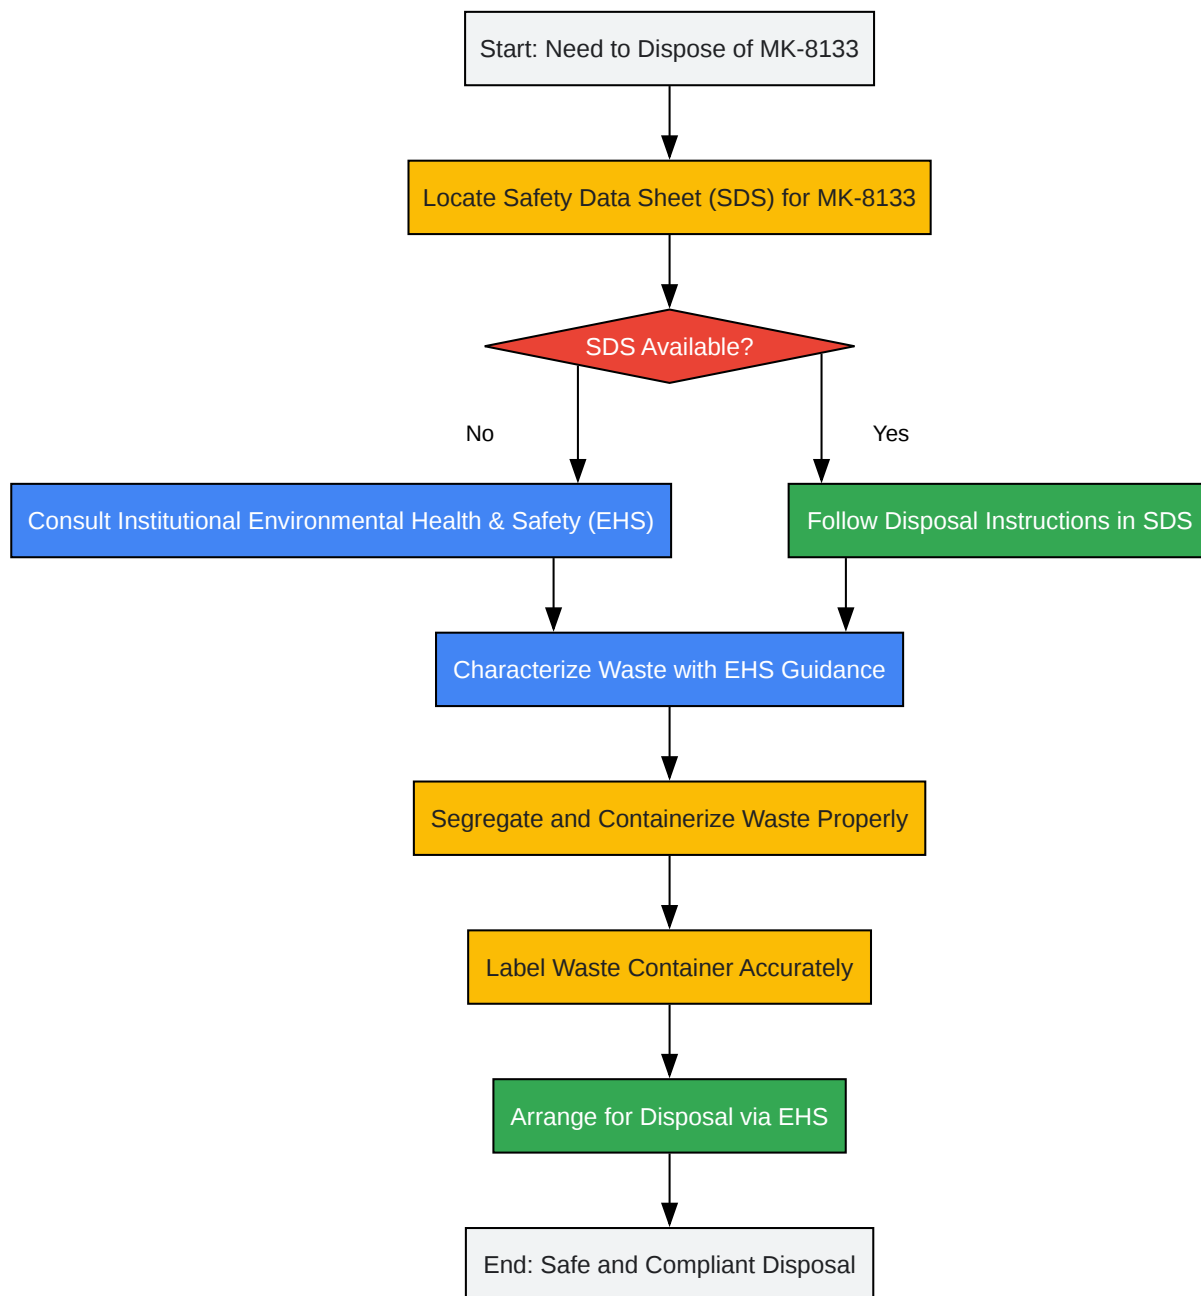 Start: Need to Dispose of MK-8133
Locate Safety Data Sheet (SDS) for MK-8133
SDS Available?
No
Yes
Consult Institutional Environmental Health & Safety (EHS)
Follow Disposal Instructions in SDS
Characterize Waste with EHS Guidance
Segregate and Containerize Waste Properly
Label Waste Container Accurately
Arrange for Disposal via EHS
End: Safe and Compliant Disposal